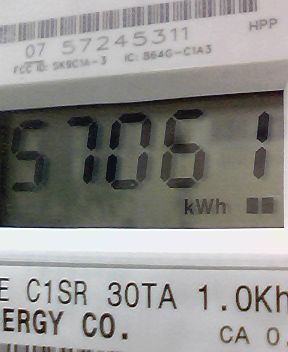 07 57245311
HPP
FCC ID: SK9C1A-3 IC: 864G-C1A3
57061
kWh
E C1SR 30TA 1.0Kh
ERGY CO.
CA 0.